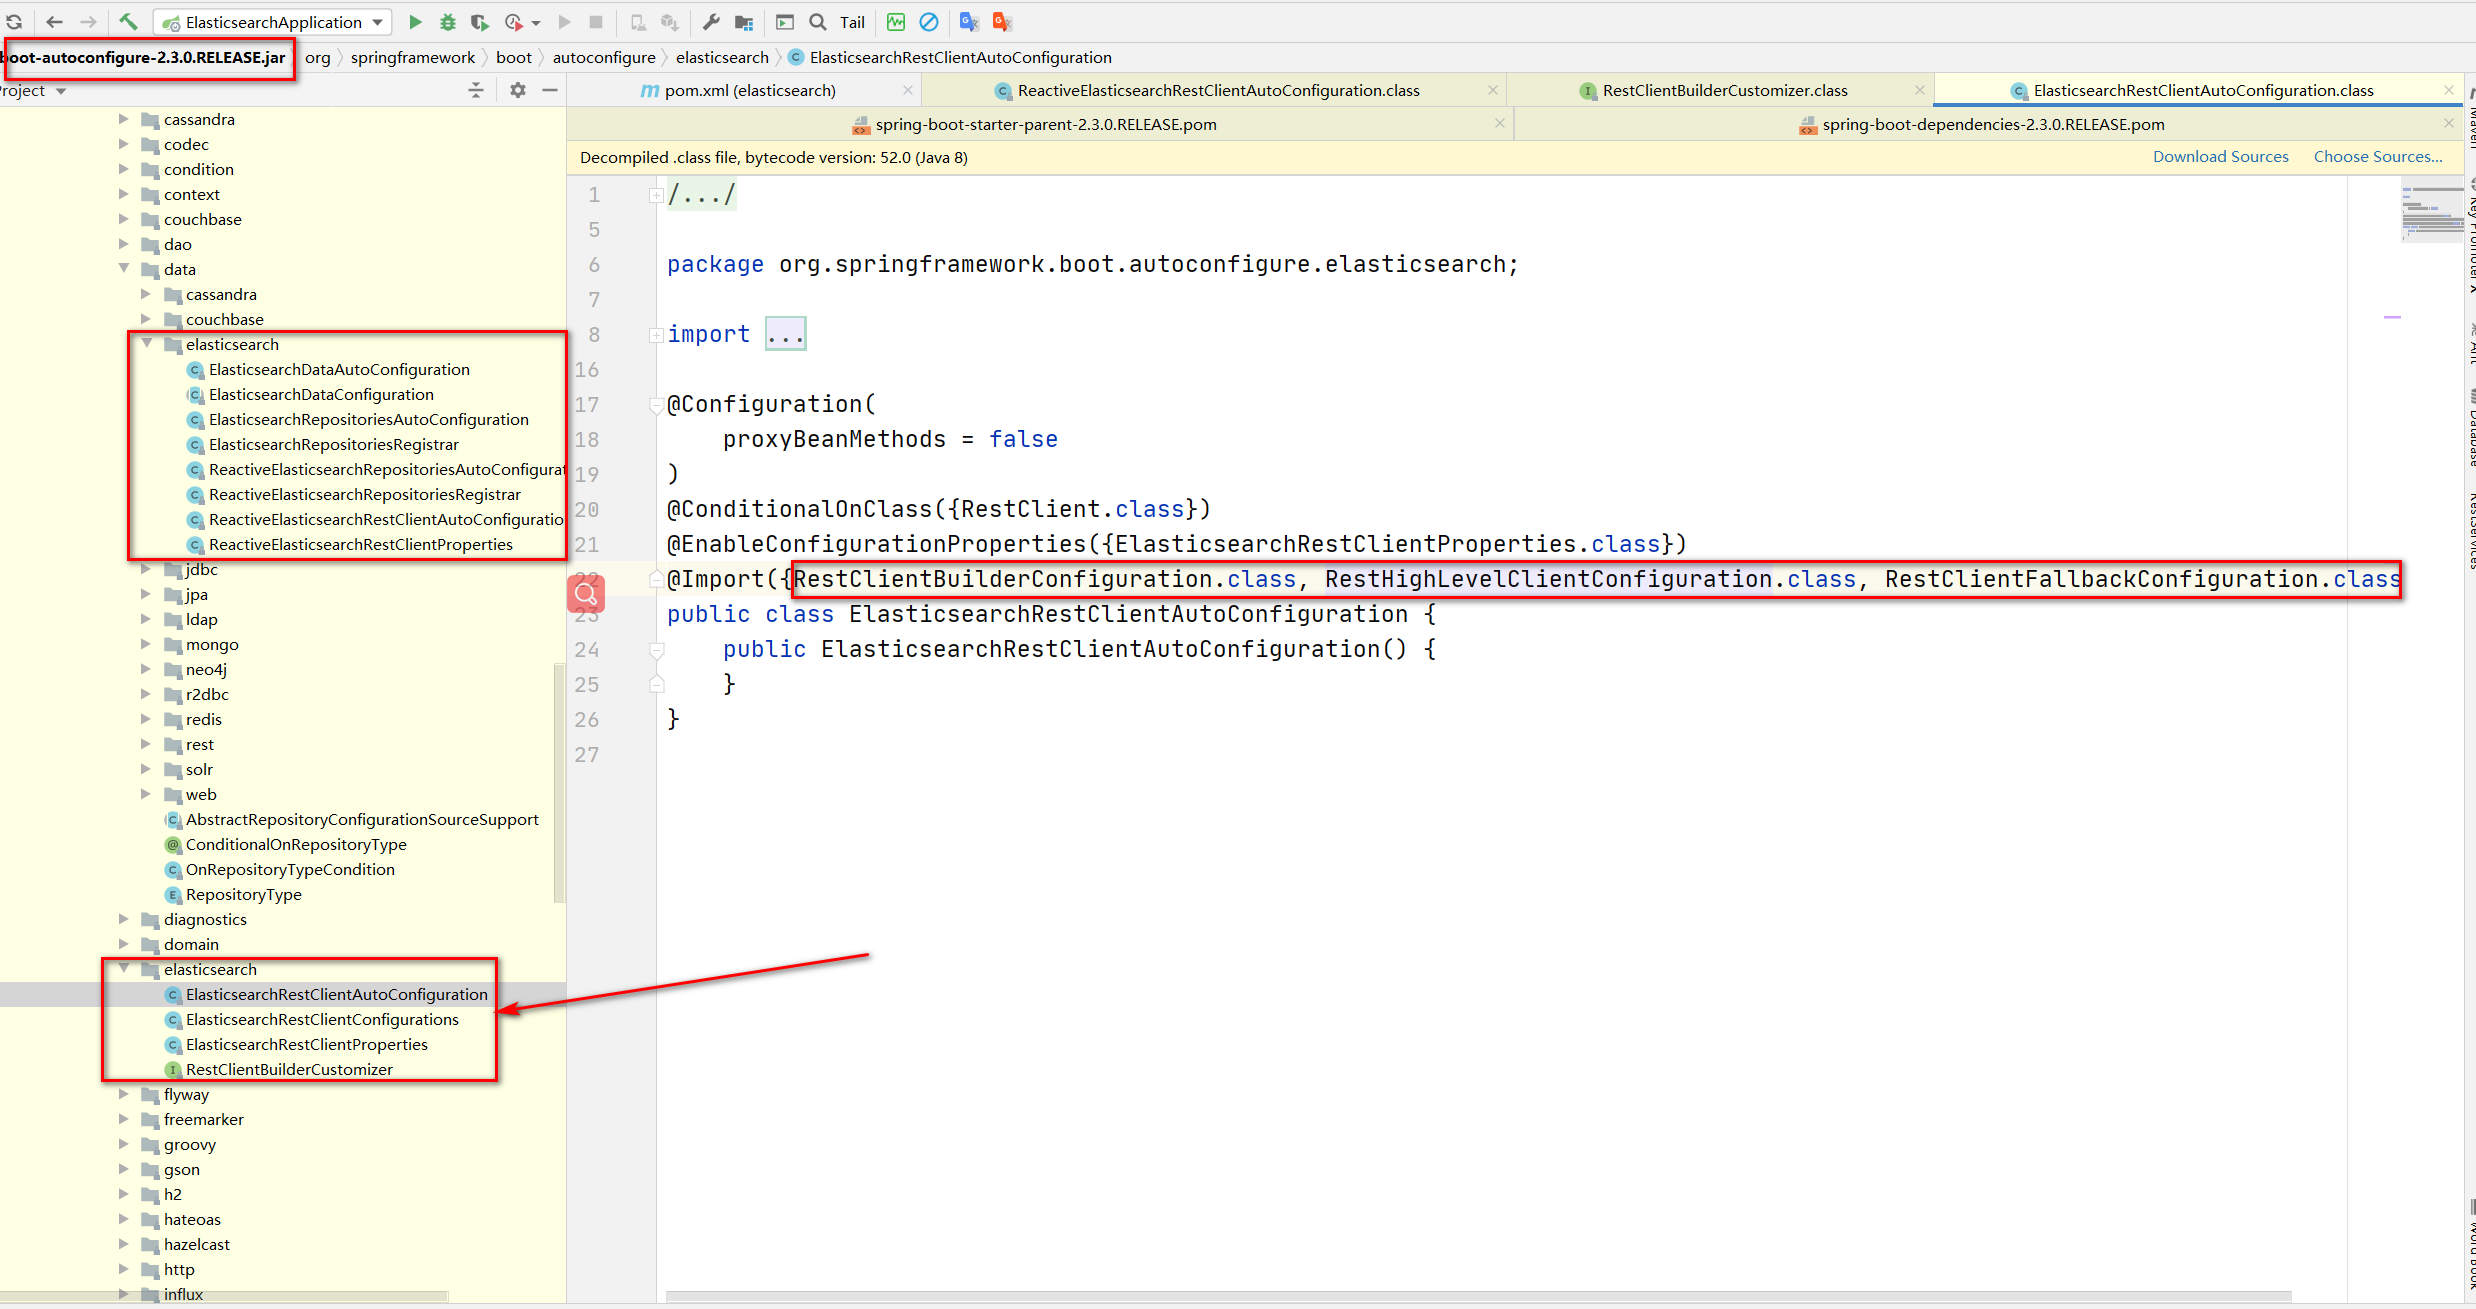 ElasticsearchApplication
Tail
boot-autoconfigure-2.3.0.RELEASE.jar
org
springframework
boot
autoconfigure
elasticsearch
ElasticsearchRestClientAutoConfiguration
roject
cassandra
codec
condition
context
couchbase
dao
data
cassandra
couchbase
elasticsearch
ElasticsearchDataAutoConfiguration
ElasticsearchDataConfiguration
ElasticsearchRepositoriesAutoConfiguration
ElasticsearchRepositoriesRegistrar
ReactiveElasticsearchRepositoriesAutoConfigurat
ReactiveElasticsearchRepositoriesRegistrar
ReactiveElasticsearchRestClientAutoConfiguratio
ReactiveElasticsearchRestClientProperties
jdbc
jpa
ldap
mongo
neo4j
r2dbc
redis
rest
solr
web
AbstractRepositoryConfigurationSourceSupport
ConditionalOnRepositoryType
OnRepositoryTypeCondition
RepositoryType
diagnostics
domain
elasticsearch
ElasticsearchRestClientAutoConfiguration
ElasticsearchRestClientConfigurations
ElasticsearchRestClientProperties
RestClientBuilderCustomizer
flyway
freemarker
groovy
gson
h2
hateoas
hazelcast
http
influx
pom.xml (elasticsearch)
ReactiveElasticsearchRestClientAutoConfiguration.class
RestClientBuilderCustomizer.class
ElasticsearchRestClientAutoConfiguration.class
spring-boot-starter-parent-2.3.0.RELEASE.pom
spring-boot-dependencies-2.3.0.RELEASE.pom
Decompiled .class file, bytecode version: 52.0 (Java 8)
Download Sources
Choose Sources...
1 /.../
5
6 package org.springframework.boot.autoconfigure.elasticsearch;
7
8 import ...
16
17 @Configuration(
18 proxyBeanMethods = false
19 )
20 @ConditionalOnClass({RestClient.class})
21 @EnableConfigurationProperties({ElasticsearchRestClientProperties.class})
22 @Import({RestClientBuilderConfiguration.class, RestHighLevelClientConfiguration.class, RestClientFallbackConfiguration.class
23 public class ElasticsearchRestClientAutoConfiguration {
24 public ElasticsearchRestClientAutoConfiguration() {
25 }
26 }
27